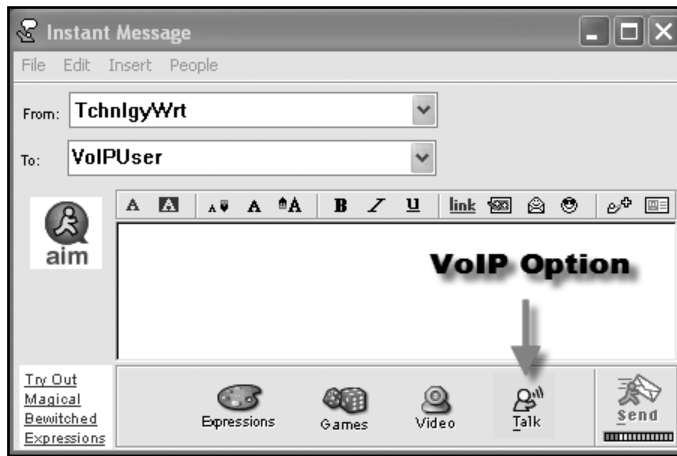 Instant Message
File Edit Insert People
From: TchnlgyWrt
To: VoIPUser
A A A A A B I U link
aim
VoIP Option
Try Out
Magical
Bewitched
Expressions
Expressions Games Video Talk Send